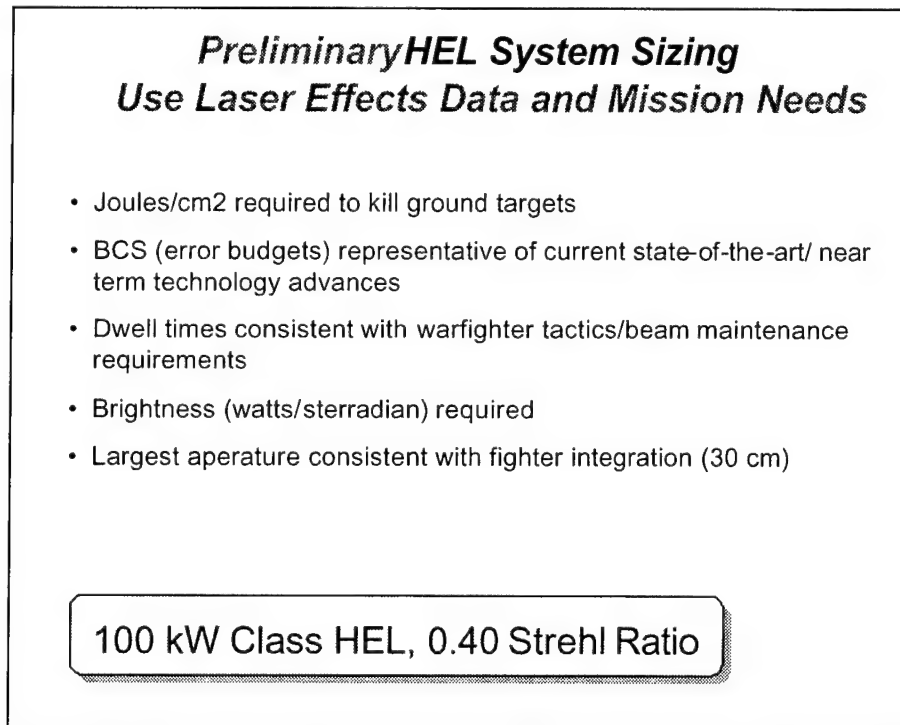 PreliminaryHEL System Sizing
Use Laser Effects Data and Mission Needs
• Joules/cm2 required to kill ground targets
• BCS (error budgets) representative of current state-of-the-art/ near
term technology advances
• Dwell times consistent with warfighter tactics/beam maintenance
requirements
• Brightness (watts/sterradian) required
• Largest aperature consistent with fighter integration (30 cm)
100 kW Class HEL, 0.40 Strehl Ratio